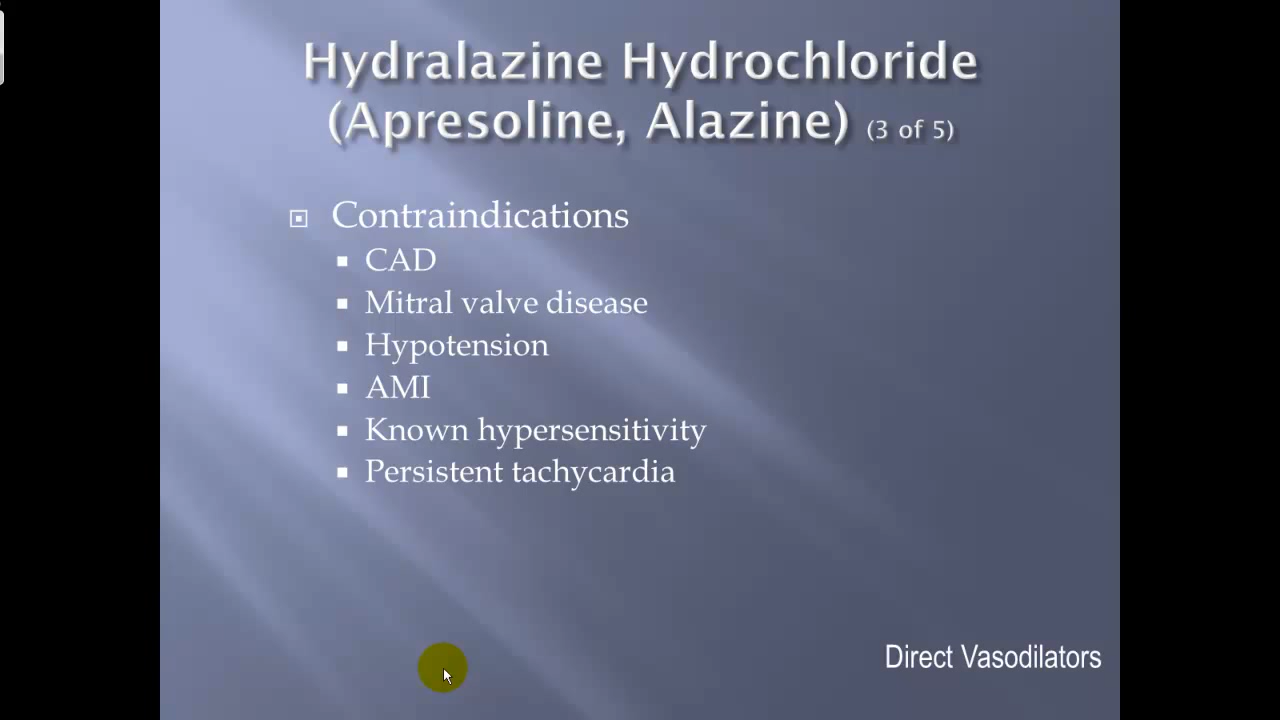 Hydralazine Hydrochloride
(Apresoline, Alazine) (3 of 5)
Contraindications
CAD
Mitral valve disease
Hypotension
AMI
Known hypersensitivity
Persistent tachycardia
Direct Vasodilators